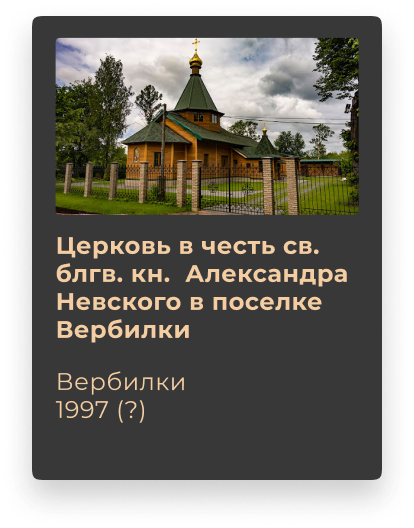 Церковь в честь св.
блгв. кн.  Александра
Невского в поселке
Вербилки
Вербилки
1997 (?)